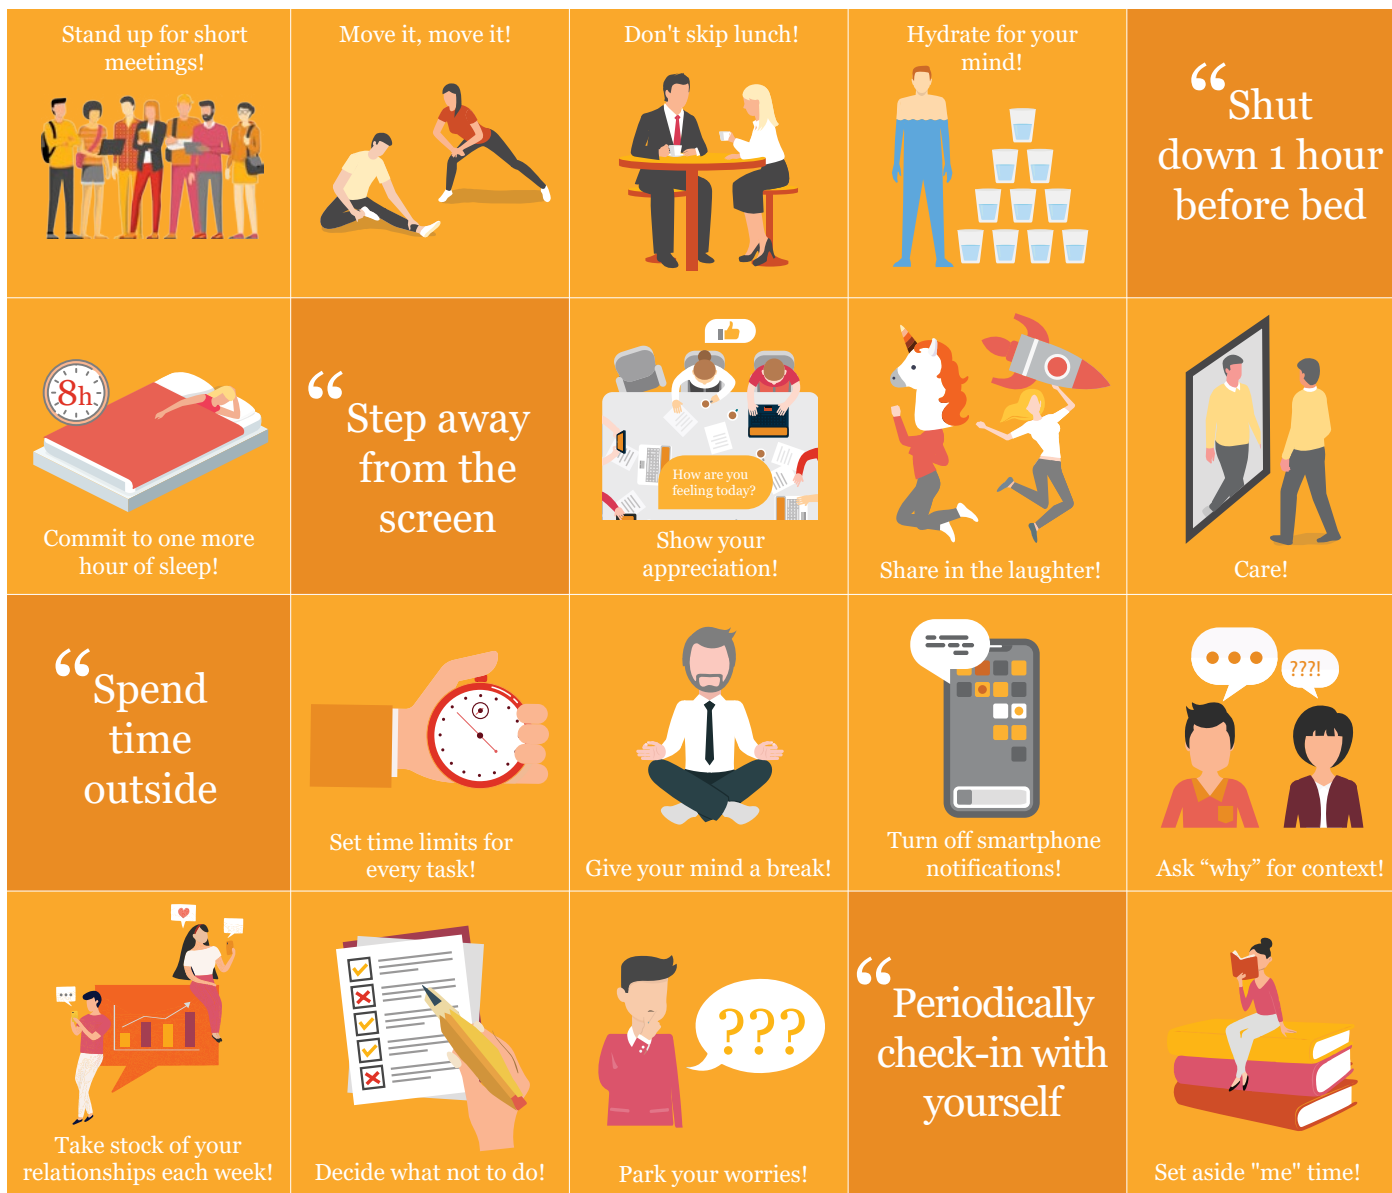 Stand up for short
meetings!
Move it, move it!
Don't skip lunch!
Hydrate for your
mind!
“Shut
down 1 hour
before bed
8h
Commit to one more
hour of sleep!
“Step away
from the
screen
How are you
feeling today?
Show your
appreciation!
Share in the laughter!
Care!
“Spend
time
outside
Set time limits for
every task!
Give your mind a break!
Turn off smartphone
notifications!
???!
Ask “why” for context!
Take stock of your
relationships each week!
Decide what not to do!
???
Park your worries!
“Periodically
check-in with
yourself
Set aside "me" time!